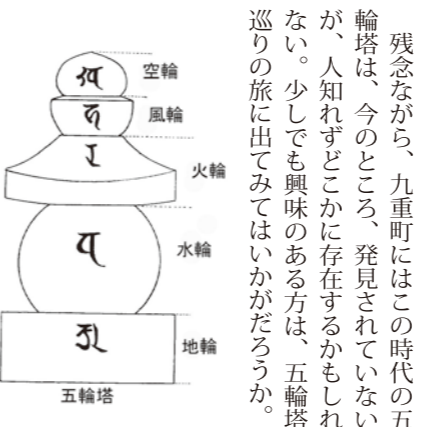 残念ながら、九重町にはこの時代の五
輪塔は、今のところ、発見されていない
が、人知れずどこかに存在するかもしれ
ない。少しでも興味のある方は、五輪塔
巡りの旅に出てみてはいかがだろうか。
空輪
風輪
火輪
水輪
地輪
五輪塔